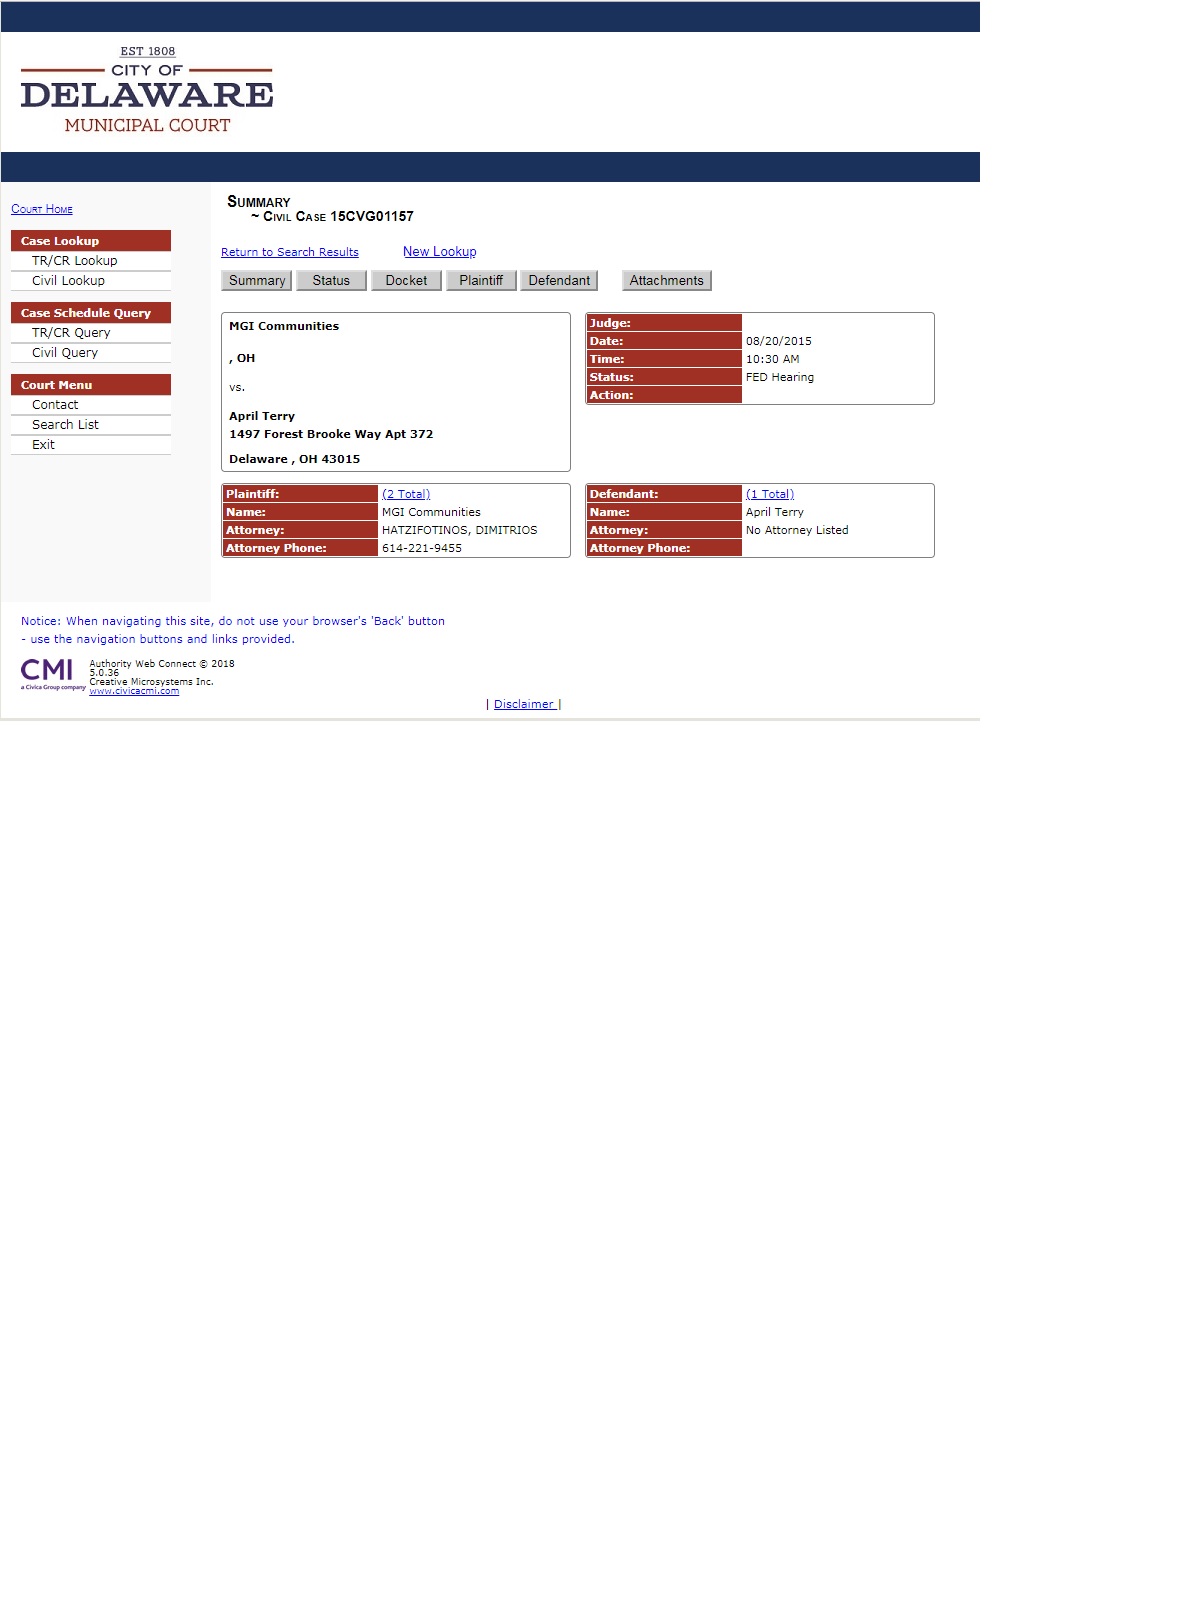 EST 1808
CITY OF
DELAWARE
MUNICIPAL COURT
Court Home
Case Lookup
TR/CR Lookup
Civil Lookup
Case Schedule Query
TR/CR Query
Civil Query
Court Menu
Contact
Search List
Exit
Summary
~ Civil Case 15CVG01157
Return to Search Results New Lookup
Summary Status Docket Plaintiff Defendant Attachments
MGI Communities
, OH
vs.
April Terry
1497 Forest Brooke Way Apt 372
Delaware , OH 43015
Judge:
Date: 08/20/2015
Time: 10:30 AM
Status: FED Hearing
Action:
Plaintiff: (2 Total)
Name: MGI Communities
Attorney: HATZIFOTINOS, DIMITRIOS
Attorney Phone: 614-221-9455
Defendant: (1 Total)
Name: April Terry
Attorney: No Attorney Listed
Attorney Phone:
Notice: When navigating this site, do not use your browser's 'Back' button
- use the navigation buttons and links provided.
CMI
a Civica Group company
Authority Web Connect © 2018
5.0.36
Creative Microsystems Inc.
www.civicacmi.com
| Disclaimer |